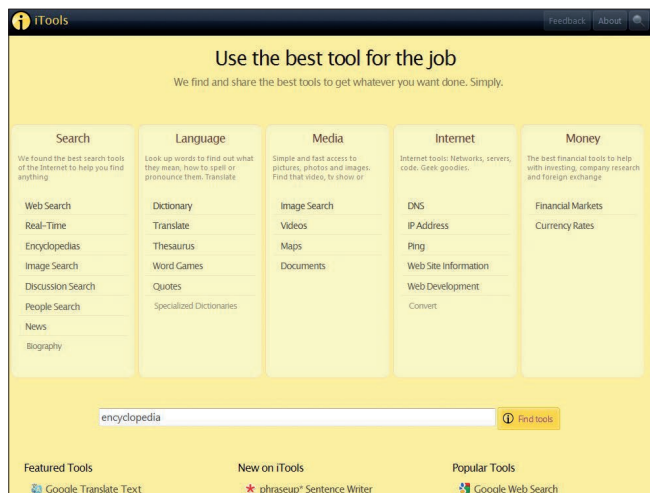 iTools
Feedback
About
Use the best tool for the job
We find and share the best tools to get whatever you want done. Simply.
Search
We found the best search tools
of the Internet to help you find
anything
Web Search
Real-Time
Encyclopedias
Image Search
Discussion Search
People Search
News
Biography
Language
Look up words to find out what
they mean, how to spell or
pronounce them. Translate
Dictionary
Translate
Thesaurus
Word Games
Quotes
Specialized Dictionaries
Media
Simple and fast access to
pictures, photos and images.
Find that video, tv show or
Image Search
Videos
Maps
Documents
Internet
Internet tools: Networks, servers,
code. Geek goodies.
DNS
IP Address
Ping
Web Site Information
Web Development
Convert
Money
The best financial tools to help
with investing, company research
and foreign exchange
Financial Markets
Currency Rates
encyclopedia
Find tools
Featured Tools
Google Translate Text
New on iTools
phraseup* Sentence Writer
Popular Tools
Google Web Search